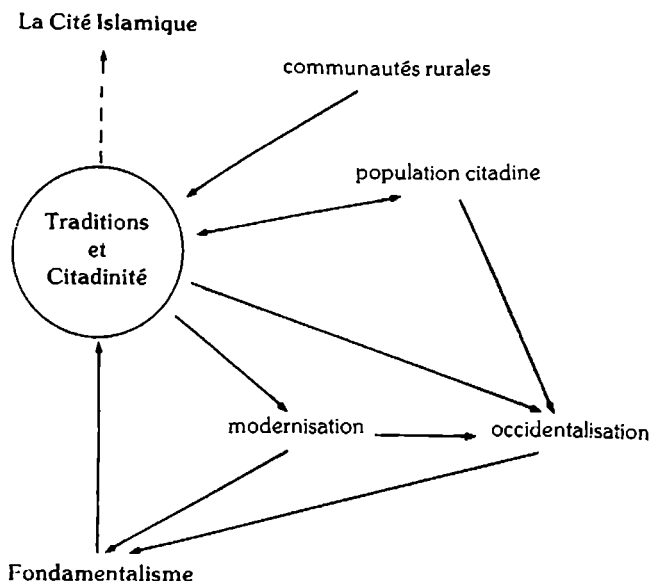 La Cité Islamique
communautés rurales
population citadine
Traditions
et
Citadinité
modernisation
occidentalisation
Fondamentalisme